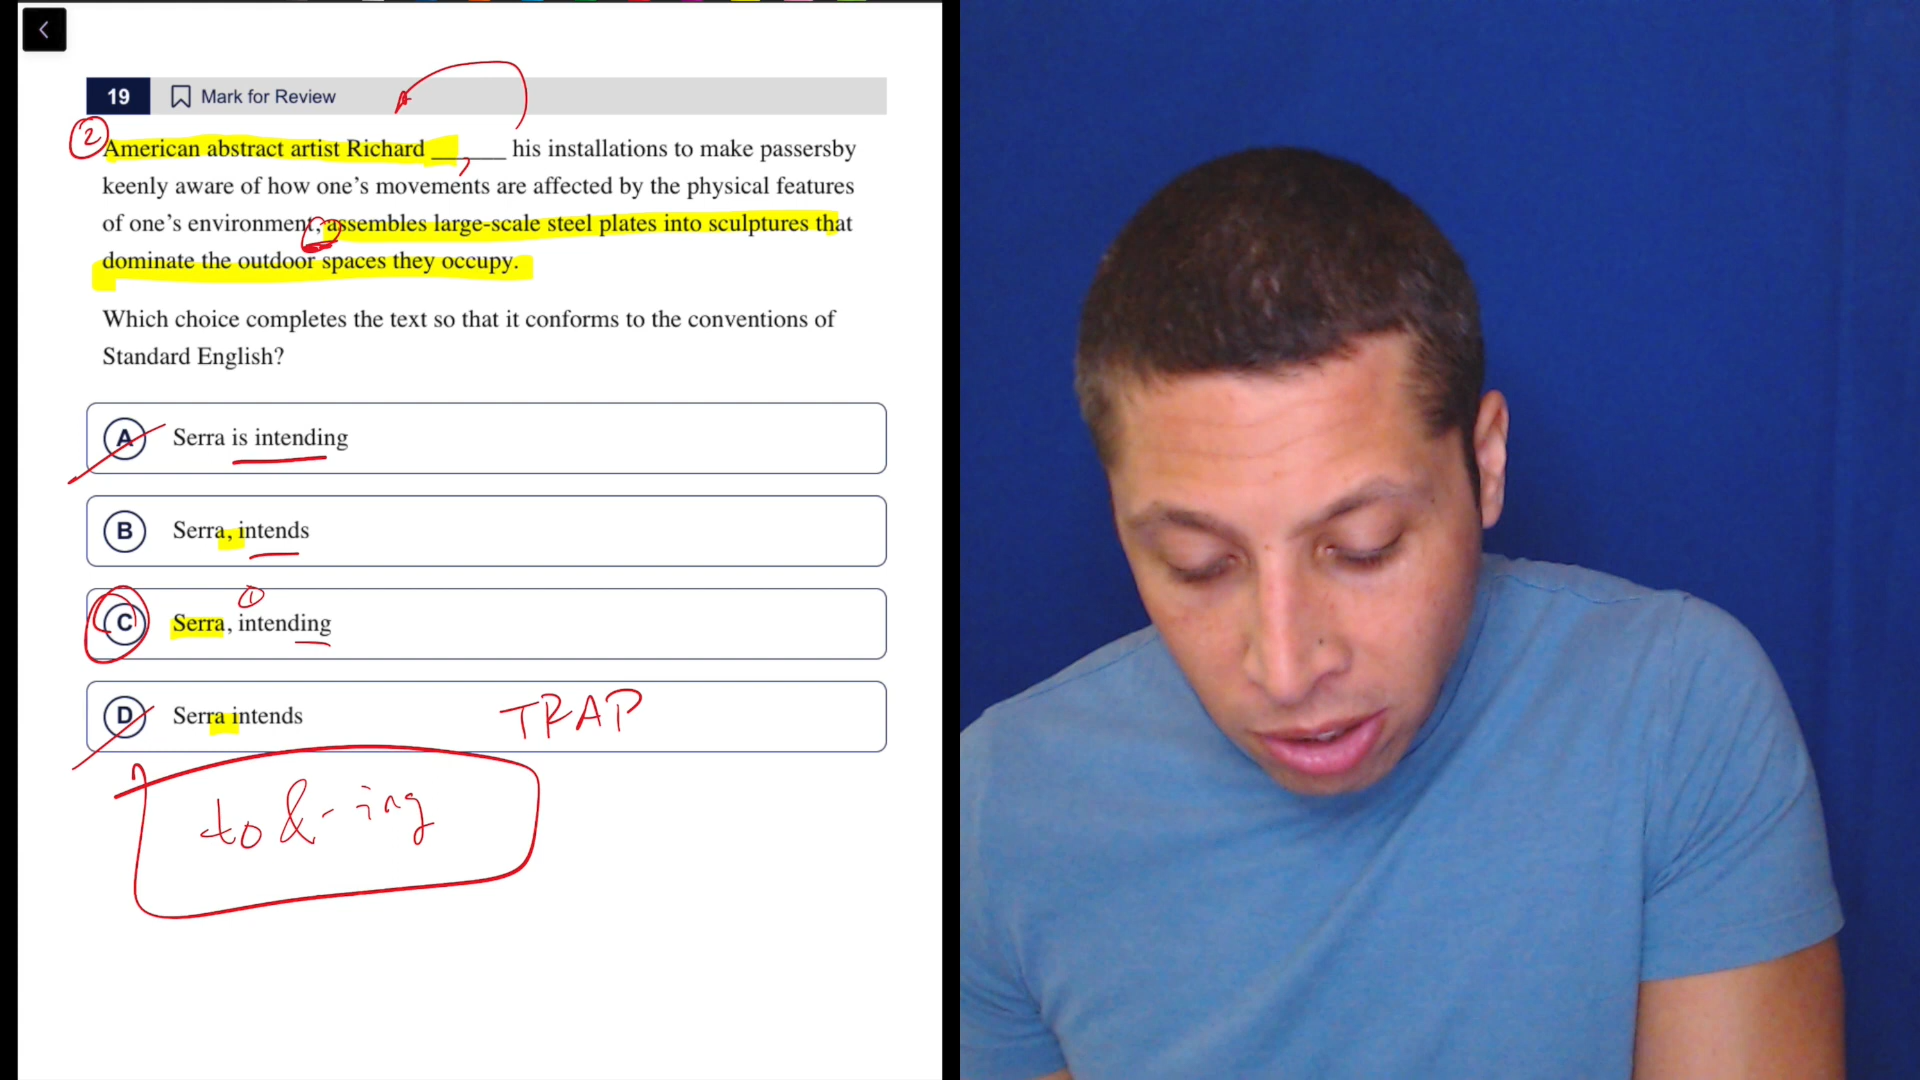 19 Mark for Review
② American abstract artist Richard ______ his installations to make passersby
keenly aware of how one's movements are affected by the physical features
of one's environment, assembles large-scale steel plates into sculptures that
dominate the outdoor spaces they occupy.
Which choice completes the text so that it conforms to the conventions of
Standard English?
A Serra is intending
B Serra, intends
①
C Serra, intending
D Serra intends TRAP
to & -ing